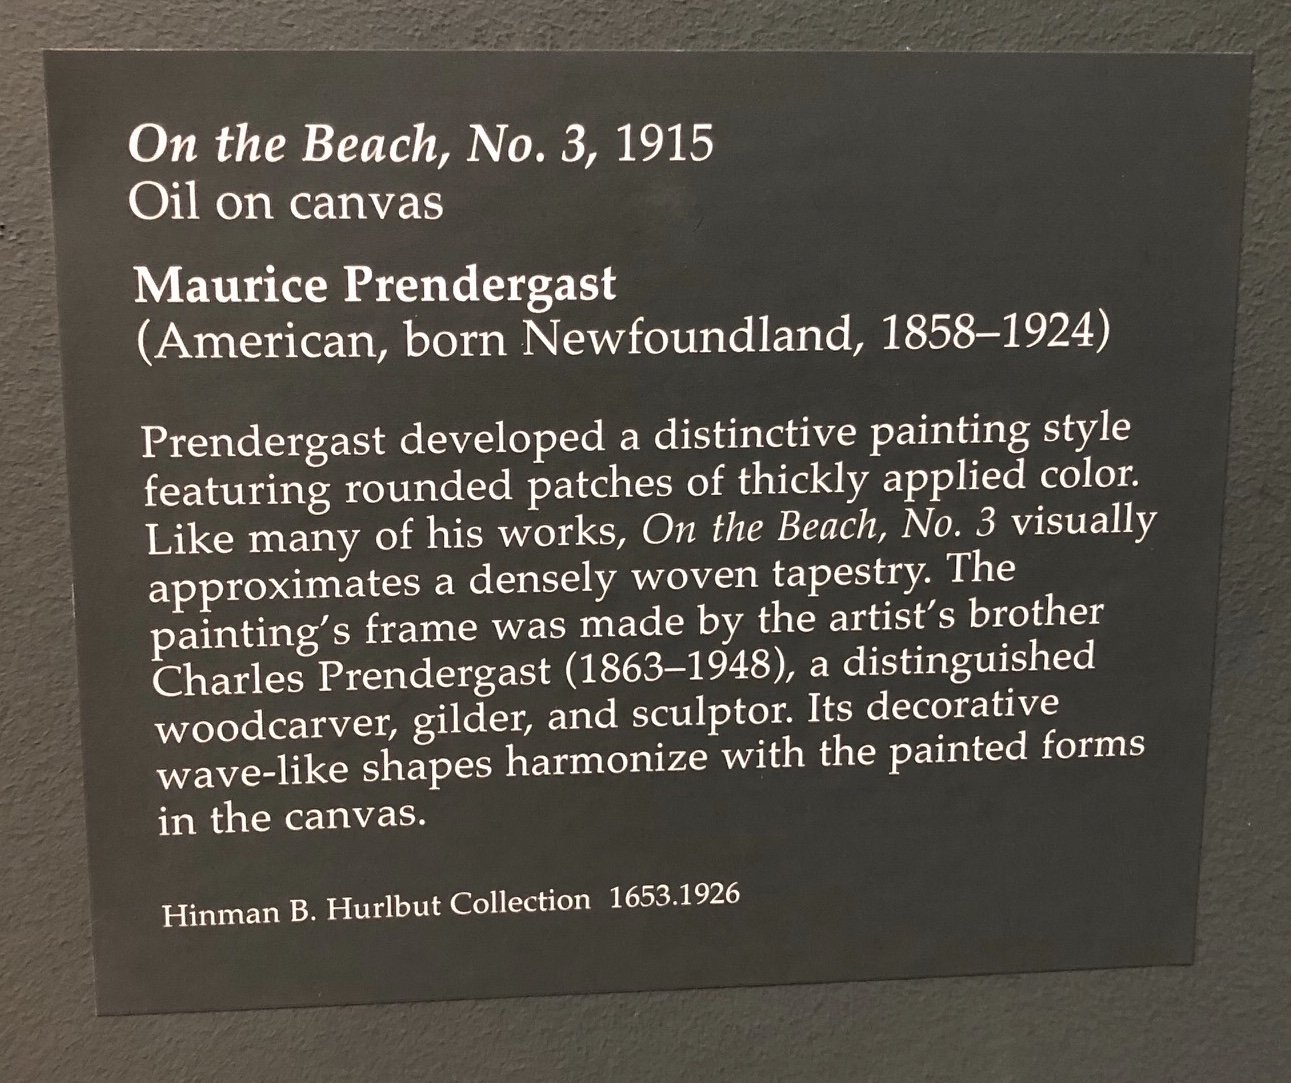 On the Beach, No. 3, 1915
Oil on canvas
Maurice Prendergast
(American, born Newfoundland, 1858–1924)
Prendergast developed a distinctive painting style
featuring rounded patches of thickly applied color.
Like many of his works, On the Beach, No. 3 visually
approximates a densely woven tapestry. The
painting's frame was made by the artist's brother
Charles Prendergast (1863–1948), a distinguished
woodcarver, gilder, and sculptor. Its decorative
wave-like shapes harmonize with the painted forms
in the canvas.
Hinman B. Hurlbut Collection 1653.1926